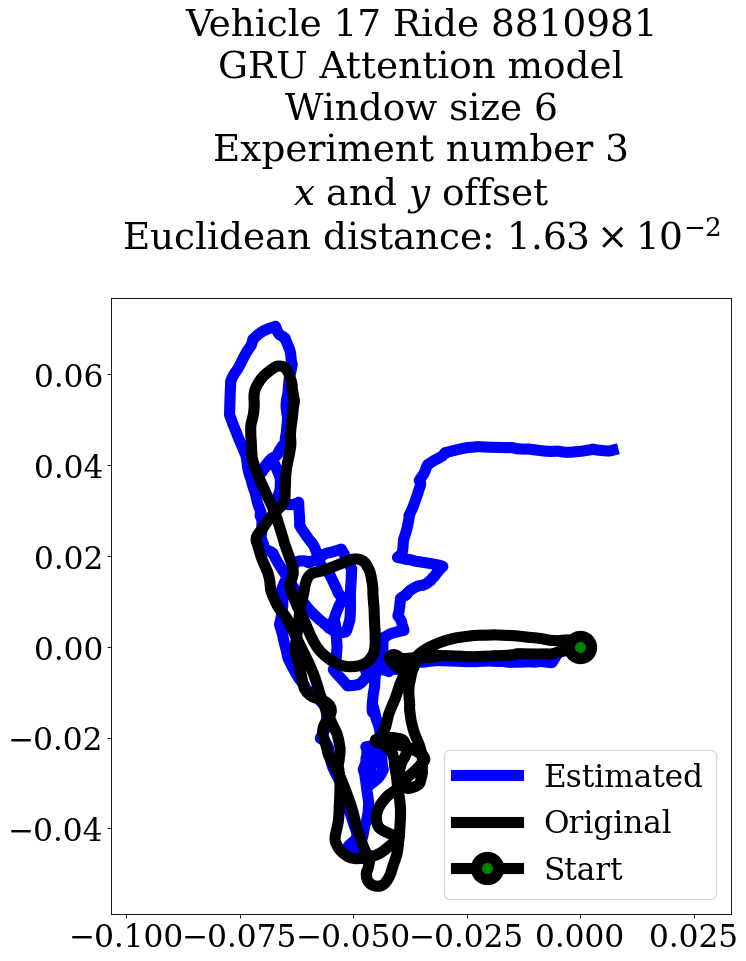 Vehicle 17 Ride 8810981
GRU Attention model
Window size 6
Experiment number 3
x and y offset
Euclidean distance: 1.63 × 10⁻²
0.06
0.04
0.02
0.00
−0.02
−0.04
Estimated
Original
Start
−0.100 −0.075 −0.050 −0.025 0.000 0.025